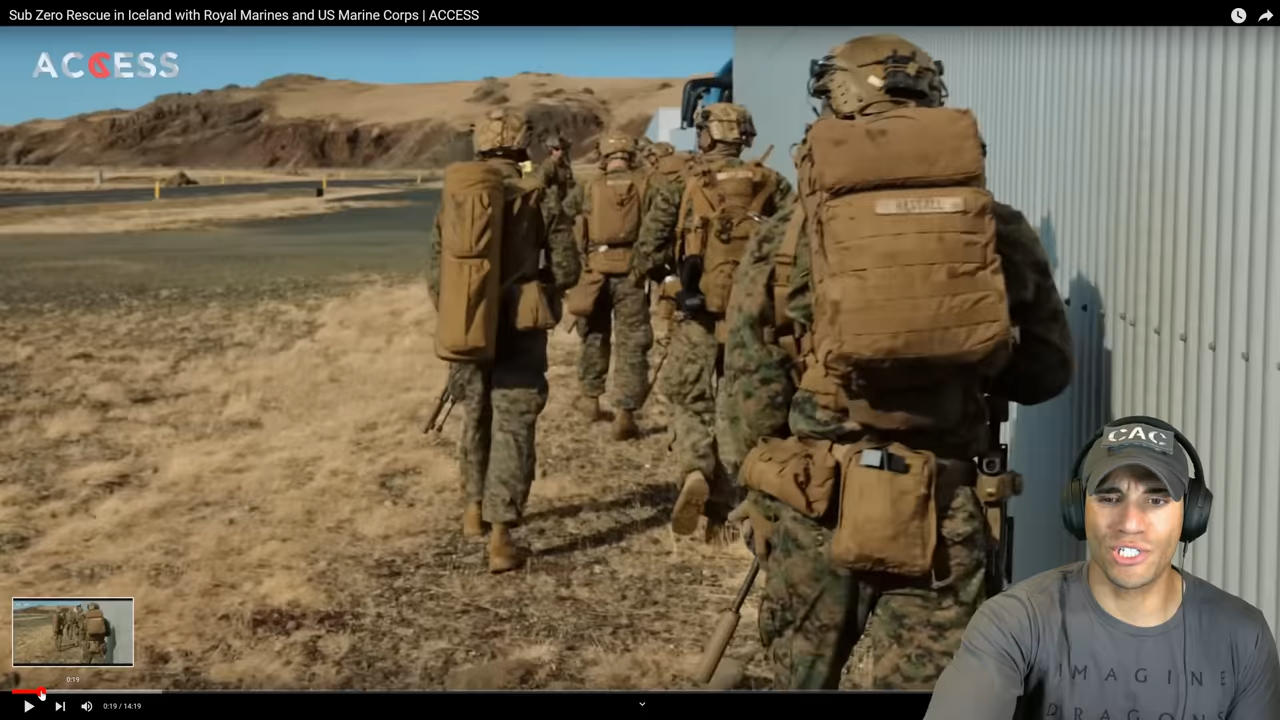 Sub Zero Rescue in Iceland with Royal Marines and US Marine Corps | ACCESS
ACCESS
CAC
IMAGINE
DRAGONS
0:19
0:19 / 14:19